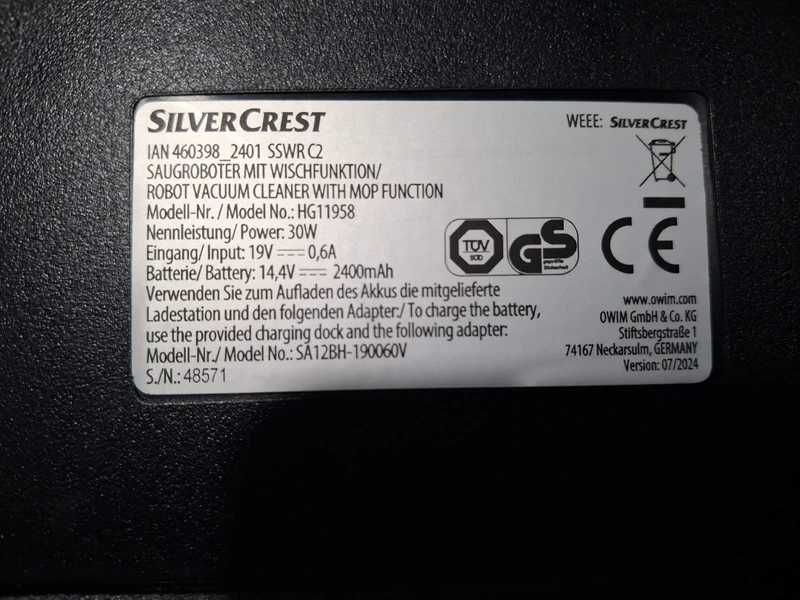 SILVERCREST
WEEE: SILVERCREST
IAN 460398_2401 SSWR C2
SAUGROBOTER MIT WISCHFUNKTION/
ROBOT VACUUM CLEANER WITH MOP FUNCTION
Modell-Nr. / Model No.: HG11958
Nennleistung/ Power: 30W
Eingang/ Input: 19V ⎓ 0,6A
Batterie/ Battery: 14,4V ⎓ 2400mAh
Verwenden Sie zum Aufladen des Akkus die mitgelieferte
Ladestation und den folgenden Adapter:/ To charge the battery,
use the provided charging dock and the following adapter:
Modell-Nr./ Model No.: SA12BH-190060V
S./N.: 48571
TÜV
SÜD
GS
geprüfte
Sicherheit
CE
www.owim.com
OWIM GmbH & Co. KG
Stiftsbergstraße 1
74167 Neckarsulm, GERMANY
Version: 07/2024